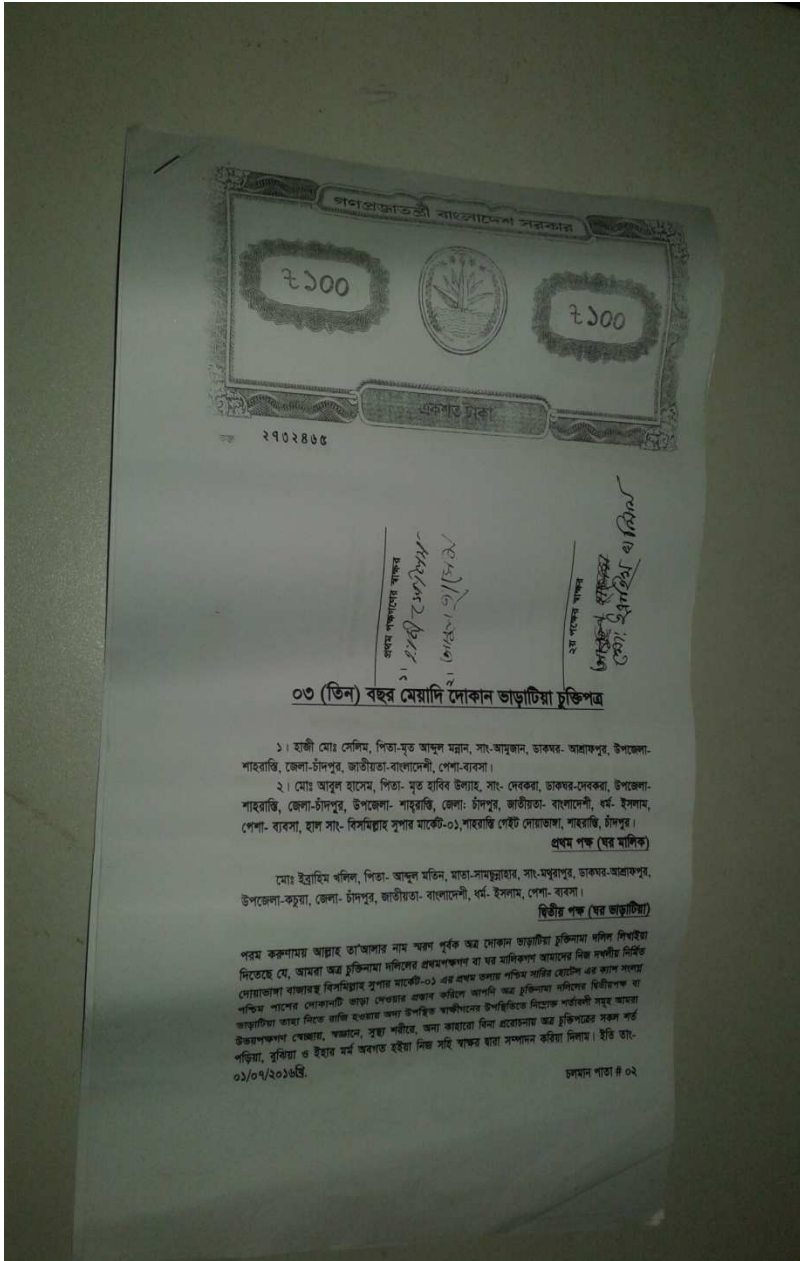 গণপ্রজাতন্ত্রী বাংলাদেশ সরকার
৳১০০
৳১০০
একশত টাকা
২৭৩২৪৬৫
প্রথম পক্ষদ্বয়ের স্বাক্ষর
১।
২।
২য় পক্ষের স্বাক্ষর
০৩ (তিন) বছর মেয়াদি দোকান ভাড়াটিয়া চুক্তিপত্র
১। হাজী মোঃ সেলিম, পিতা-মৃত আব্দুল মন্নান, সাং-আমুজান, ডাকঘর- আশ্রাফপুর, উপজেলা-
শাহরাস্তি, জেলা-চাঁদপুর, জাতীয়তা-বাংলাদেশী, পেশা-ব্যবসা।
২। মোঃ আবুল হাসেম, পিতা- মৃত হাবিব উল্যাহ, সাং- দেবকরা, ডাকঘর-দেবকরা, উপজেলা-
শাহরাস্তি, জেলা-চাঁদপুর, উপজেলা- শাহ্রাস্তি, জেলা: চাঁদপুর, জাতীয়তা- বাংলাদেশী, ধর্ম- ইসলাম,
পেশা- ব্যবসা, হাল সাং- বিসমিল্লাহ সুপার মার্কেট-০১,শাহরাস্তি গেইট দোয়াভাঙ্গা, শাহরাস্তি, চাঁদপুর।
প্রথম পক্ষ (ঘর মালিক)
মোঃ ইব্রাহিম খলিল, পিতা- আব্দুল মতিন, মাতা-সামছুন্নাহার, সাং-মথুরাপুর, ডাকঘর-আশ্রাফপুর,
উপজেলা-কচুয়া, জেলা- চাঁদপুর, জাতীয়তা- বাংলাদেশী, ধর্ম- ইসলাম, পেশা- ব্যবসা।
দ্বিতীয় পক্ষ (ঘর ভাড়াটিয়া)
পরম করুণাময় আল্লাহ তা'আলার নাম স্মরণ পূর্বক অত্র দোকান ভাড়াটিয়া চুক্তিনামা দলিল লিখাইয়া
দিতেছে যে, আমরা অত্র চুক্তিনামা দলিলের প্রথমপক্ষগণ বা ঘর মালিকগণ আমাদের নিজ দখলীয় নির্মিত
দোয়াভাঙ্গা বাজারস্থ বিসমিল্লাহ সুপার মার্কেট-০১ এর প্রথম তলায় পশ্চিম সারির হোটেল এর ক্যাশ সংলগ্ন
পশ্চিম পাশের দোকানটি ভাড়া দেওয়ার প্রস্তাব করিলে আপনি অত্র চুক্তিনামা দলিলের দ্বিতীয়পক্ষ বা
ভাড়াটিয়া তাহা নিতে রাজি হওয়ায় অদ্য উপস্থিত স্বাক্ষীগনের উপস্থিতিতে নিম্নোক্ত শর্তাবলী সমূহ আমরা
উভয়পক্ষগণ স্বেচ্ছায়, স্বজ্ঞানে, সুস্থ্য শরীরে, অন্য কাহারো বিনা প্ররোচনায় অত্র চুক্তিপত্রের সকল শর্ত
পড়িয়া, বুঝিয়া ও ইহার মর্ম অবগত হইয়া নিজ সহি স্বাক্ষর দ্বারা সম্পাদন করিয়া দিলাম। ইতি তাং-
০১/০৭/২০১৬খ্রি.
চলমান পাতা # ০২